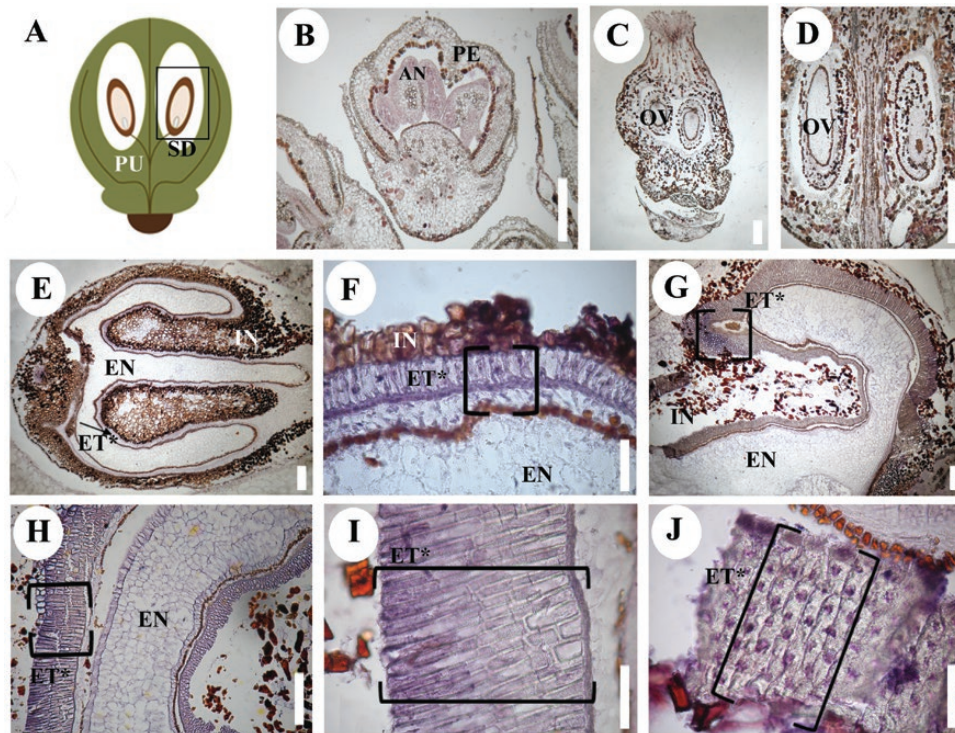 A
PU
SD
B
AN
PE
C
OV
D
OV
E
EN
IN
ET*
F
IN
ET*
EN
G
ET*
IN
EN
H
EN
ET*
I
ET*
J
ET*